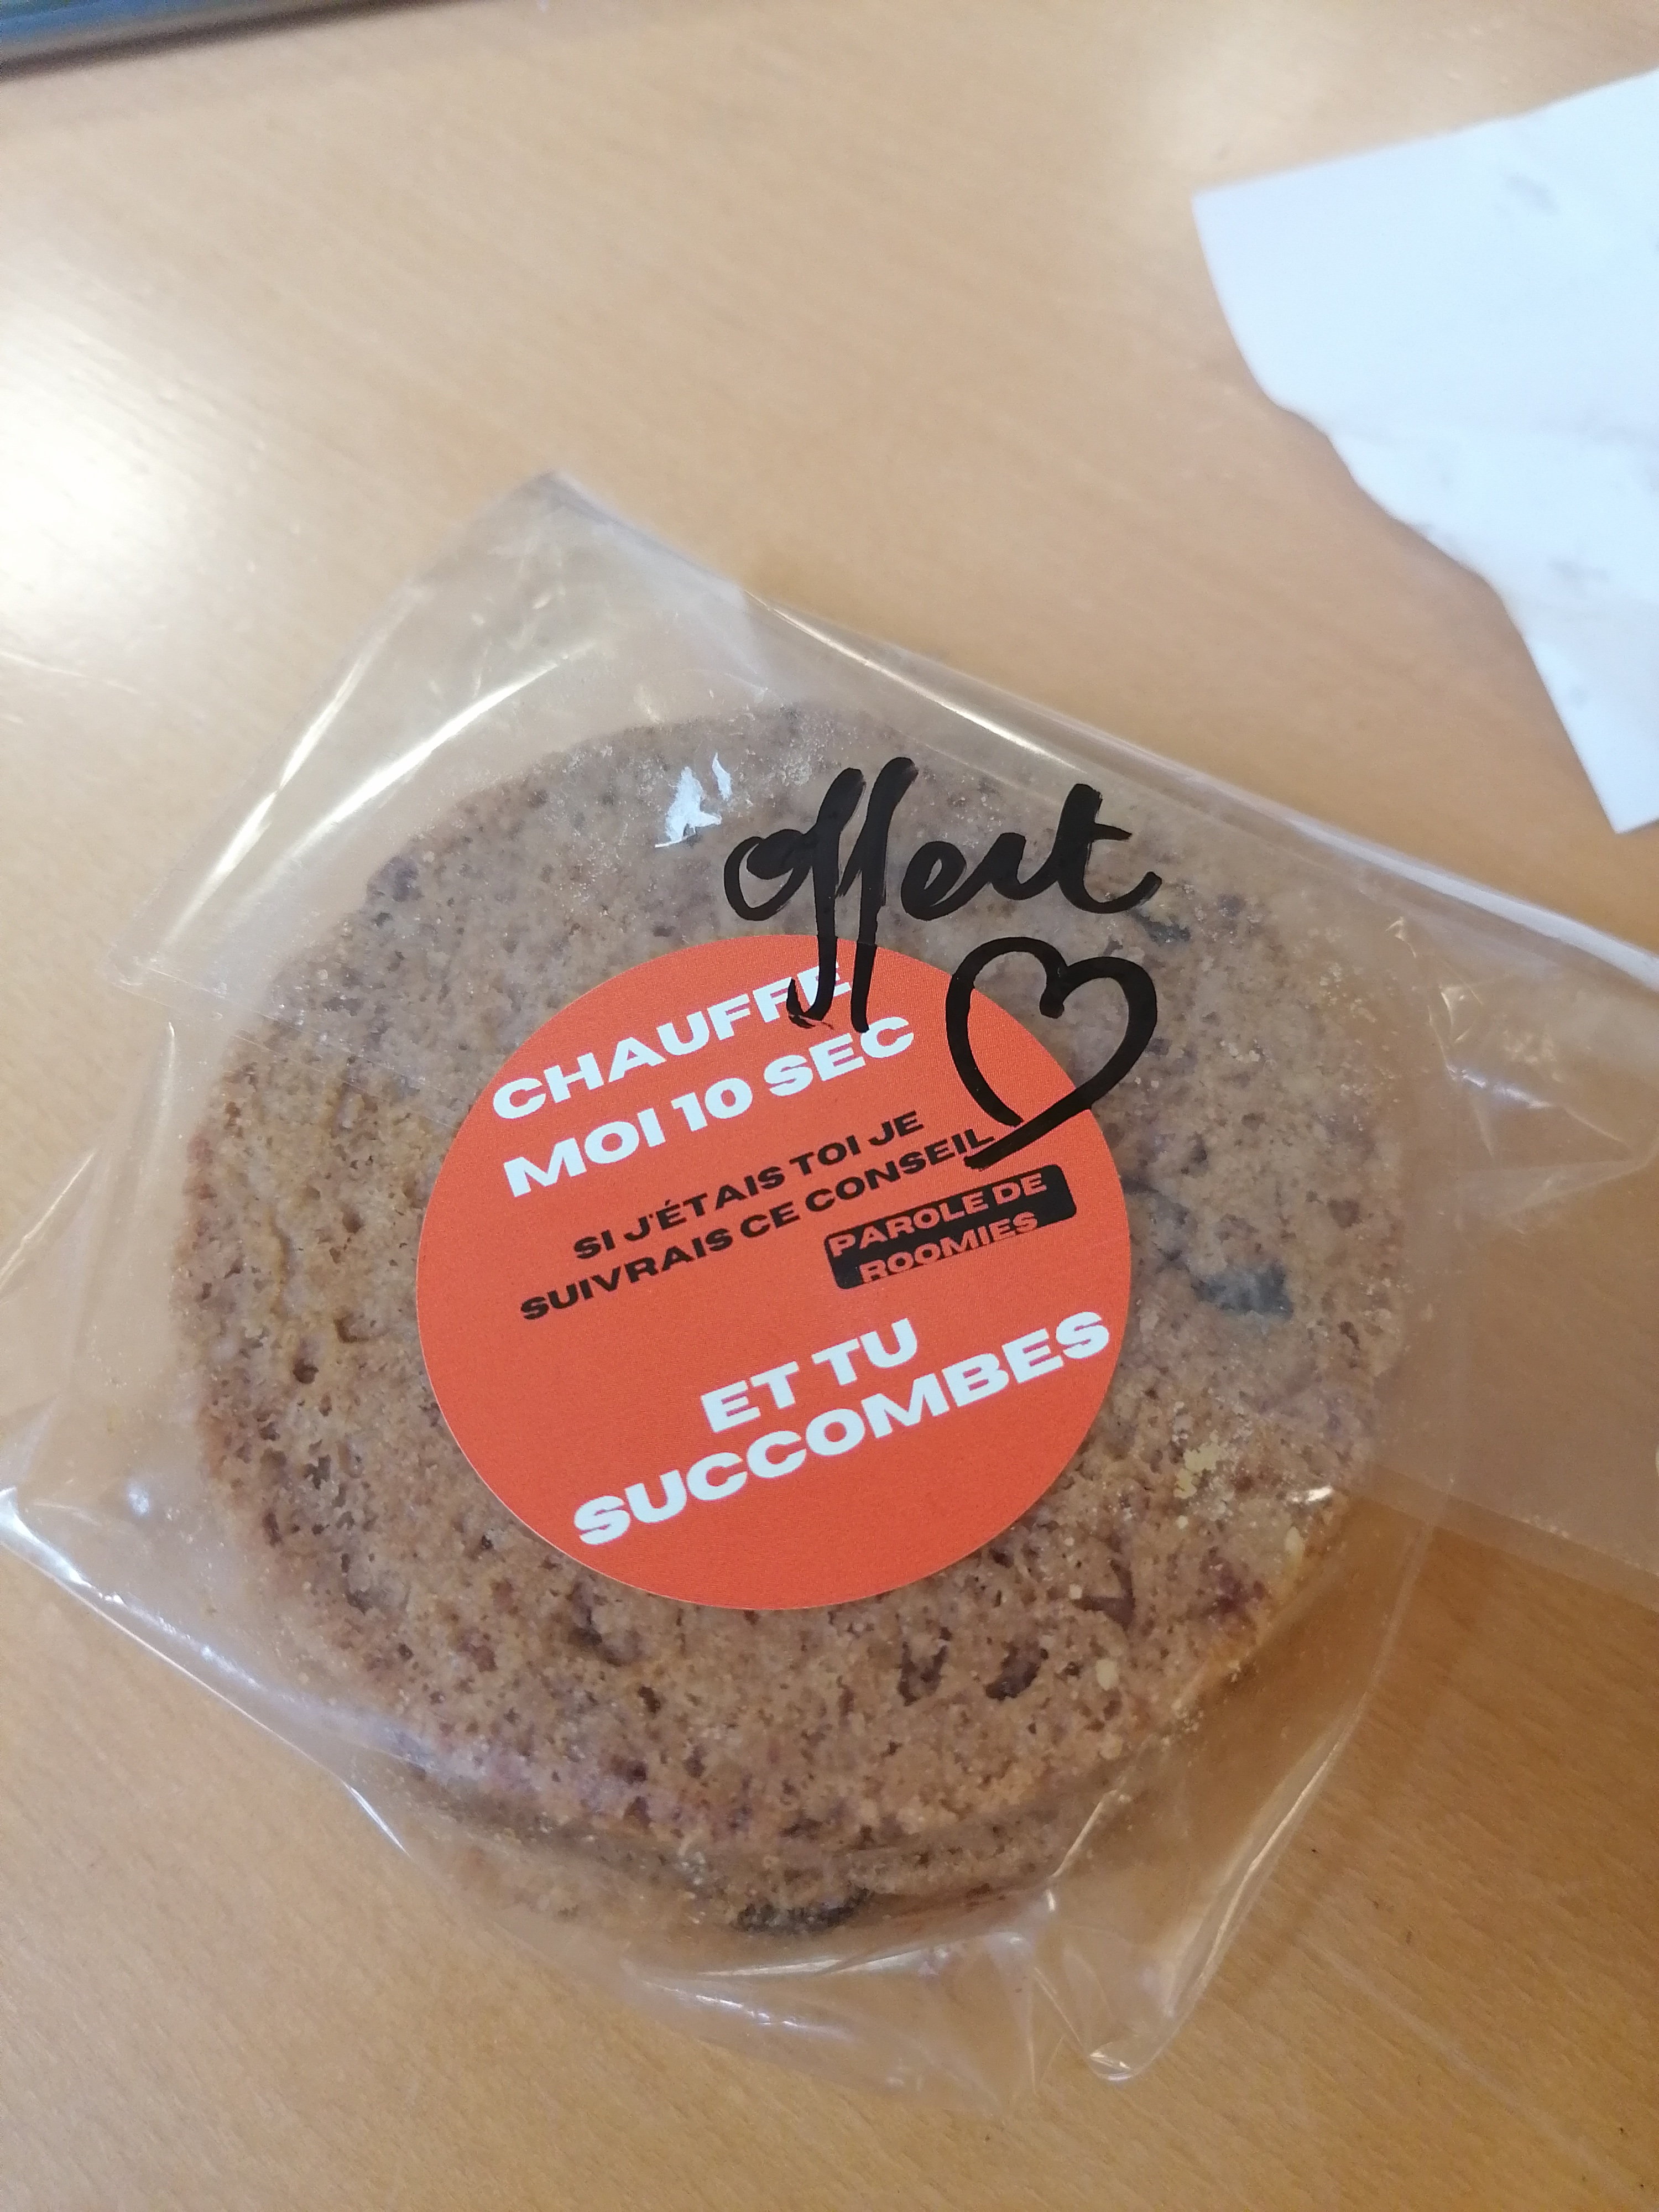 offert
CHAUFFE
MOI 10 SEC
SI J'ÉTAIS TOI JE
SUIVRAIS CE CONSEIL
PAROLE DE
ROOMIES
ET TU
SUCCOMBES